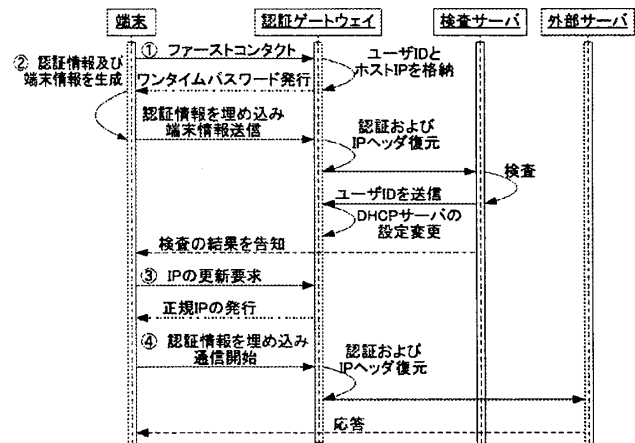 端末
認証ゲートウェイ
検査サーバ
外部サーバ
① ファーストコンタクト
ユーザIDと
ホストIPを格納
② 認証情報及び
端末情報を生成
ワンタイムパスワード発行
認証情報を埋め込み
端末情報送信
認証および
IPヘッダ復元
検査
ユーザIDを送信
DHCPサーバの
設定変更
検査の結果を告知
③ IPの更新要求
正規IPの発行
④ 認証情報を埋め込み
通信開始
認証および
IPヘッダ復元
応答